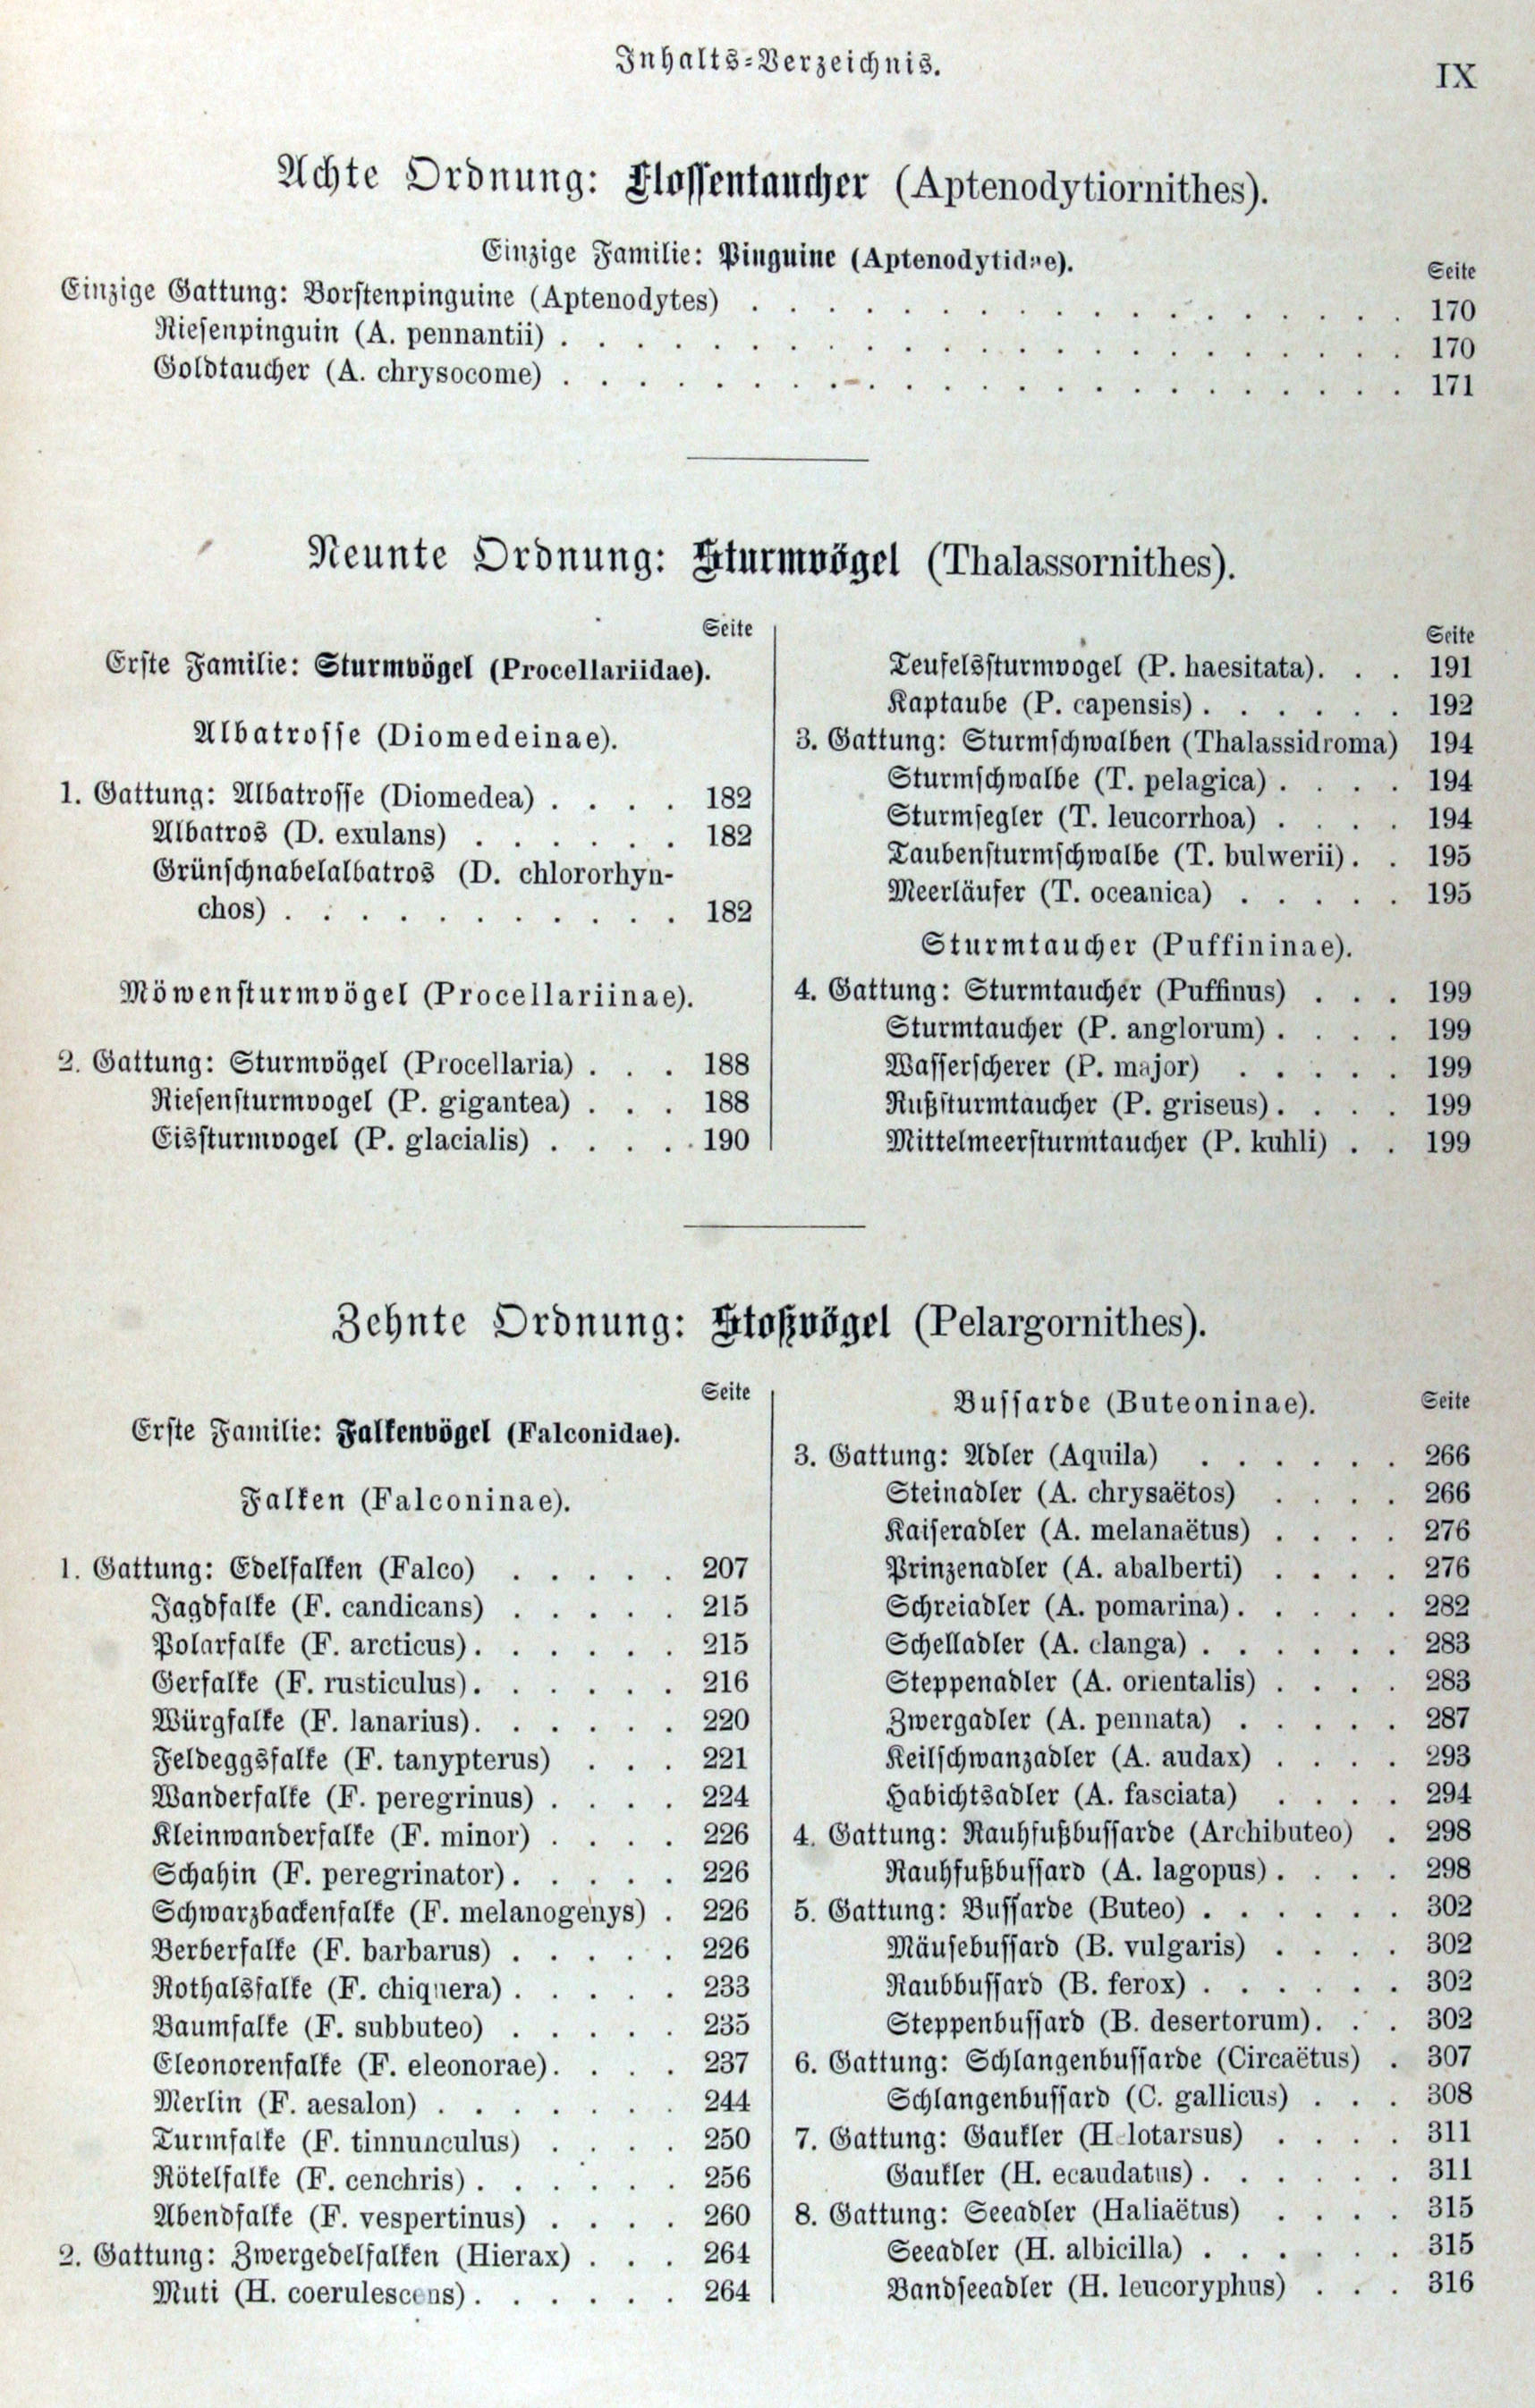 Inhalts-Verzeichnis.
IX
Achte Ordnung: Flossentaucher (Aptenodytiornithes).
Einzige Familie: Pinguine (Aptenodytidae).
Seite
Einzige Gattung: Borstenpinguine (Aptenodytes) . . . . . . . . . . . . . . . . . . 170
Riesenpinguin (A. pennantii) . . . . . . . . . . . . . . . . . . . . . . . 170
Goldtaucher (A. chrysocome) . . . . . . . . . . . . . . . . . . . . . . . 171
Neunte Ordnung: Sturmvögel (Thalassornithes).
Seite
Erste Familie: Sturmvögel (Procellariidae).
Albatrosse (Diomedeinae).
1. Gattung: Albatrosse (Diomedea) . . . . 182
Albatros (D. exulans) . . . . . . 182
Grünschnabelalbatros (D. chlororhyn-
chos) . . . . . . . . . . . 182
Möwensturmvögel (Procellariinae).
2. Gattung: Sturmvögel (Procellaria) . . . 188
Riesensturmvogel (P. gigantea) . . . 188
Eissturmvogel (P. glacialis) . . . . . 190
Seite
Teufelssturmvogel (P. haesitata). . . 191
Kaptaube (P. capensis) . . . . . . 192
3. Gattung: Sturmschwalben (Thalassidroma) 194
Sturmschwalbe (T. pelagica) . . . . 194
Sturmsegler (T. leucorrhoa) . . . . 194
Taubensturmschwalbe (T. bulwerii). . 195
Meerläufer (T. oceanica) . . . . . 195
Sturmtaucher (Puffininae).
4. Gattung: Sturmtaucher (Puffinus) . . . 199
Sturmtaucher (P. anglorum) . . . . 199
Wasserscherer (P. major) . . . . . 199
Rußsturmtaucher (P. griseus). . . . 199
Mittelmeersturmtaucher (P. kuhli) . . 199
Zehnte Ordnung: Stoßvögel (Pelargornithes).
Seite
Erste Familie: Falkenvögel (Falconidae).
Falken (Falconinae).
1. Gattung: Edelfalken (Falco) . . . . . 207
Jagdfalke (F. candicans) . . . . . 215
Polarfalke (F. arcticus). . . . . . 215
Gerfalke (F. rusticulus). . . . . . 216
Würgfalke (F. lanarius). . . . . . 220
Feldeggsfalke (F. tanypterus) . . . 221
Wanderfalke (F. peregrinus) . . . . 224
Kleinwanderfalke (F. minor) . . . . 226
Schahin (F. peregrinator). . . . . 226
Schwarzbackenfalke (F. melanogenys) . 226
Berberfalke (F. barbarus) . . . . . 226
Rothalsfalke (F. chiquera) . . . . . 233
Baumfalke (F. subbuteo) . . . . . 235
Eleonorenfalke (F. eleonorae). . . . 237
Merlin (F. aesalon) . . . . . . . 244
Turmfalke (F. tinnunculus) . . . . 250
Rötelfalke (F. cenchris) . . . . . . 256
Abendfalke (F. vespertinus) . . . . 260
2. Gattung: Zwergedelfalken (Hierax) . . . 264
Muti (H. coerulescens). . . . . . 264
Bussarde (Buteoninae).
Seite
3. Gattung: Adler (Aquila) . . . . . . 266
Steinadler (A. chrysaëtos) . . . . 266
Kaiseradler (A. melanaëtus) . . . . 276
Prinzenadler (A. abalberti) . . . . 276
Schreiadler (A. pomarina). . . . . 282
Schelladler (A. clanga) . . . . . . 283
Steppenadler (A. orientalis) . . . . 283
Zwergadler (A. pennata) . . . . . 287
Keilschwanzadler (A. audax) . . . . 293
Habichtsadler (A. fasciata) . . . . 294
4. Gattung: Rauhfußbussarde (Archibuteo) . 298
Rauhfußbussard (A. lagopus) . . . . 298
5. Gattung: Bussarde (Buteo) . . . . . . 302
Mäusebussard (B. vulgaris) . . . . 302
Raubbussard (B. ferox) . . . . . . 302
Steppenbussard (B. desertorum). . . 302
6. Gattung: Schlangenbussarde (Circaëtus) . 307
Schlangenbussard (C. gallicus) . . . 308
7. Gattung: Gaukler (H lotarsus) . . . . 311
Gaukler (H. ecaudatus) . . . . . . 311
8. Gattung: Seeadler (Haliaëtus) . . . . 315
Seeadler (H. albicilla) . . . . . . 315
Bandseeadler (H. leucoryphus) . . . 316